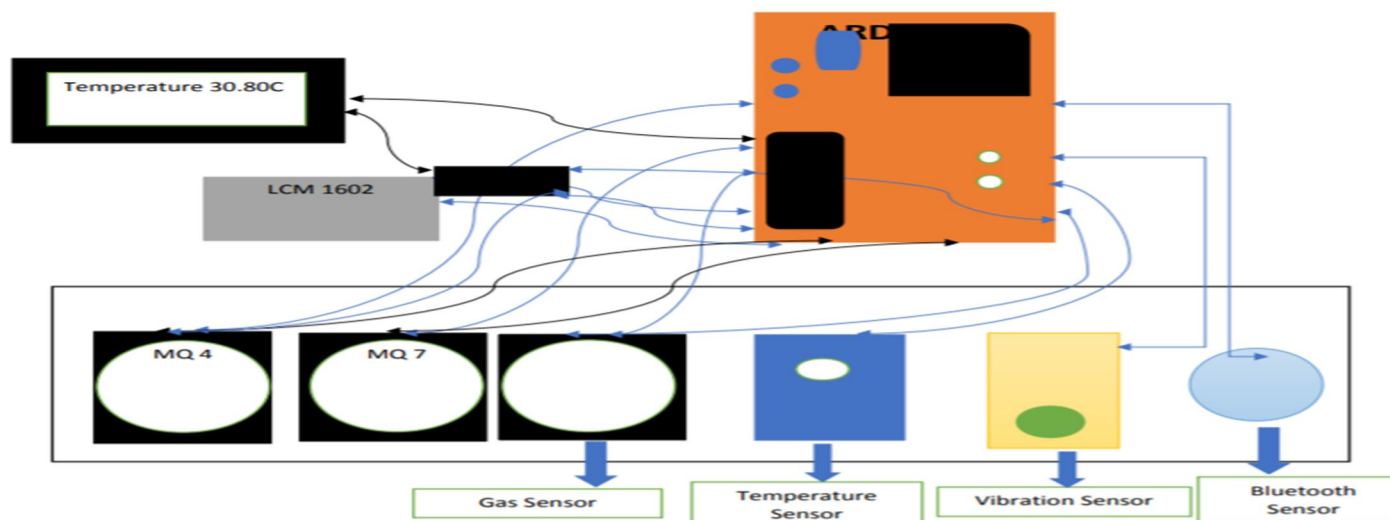 ARD
Temperature 30.80C
LCM 1602
MQ 4
MQ 7
Gas Sensor
Temperature
Sensor
Vibration Sensor
Bluetooth
Sensor